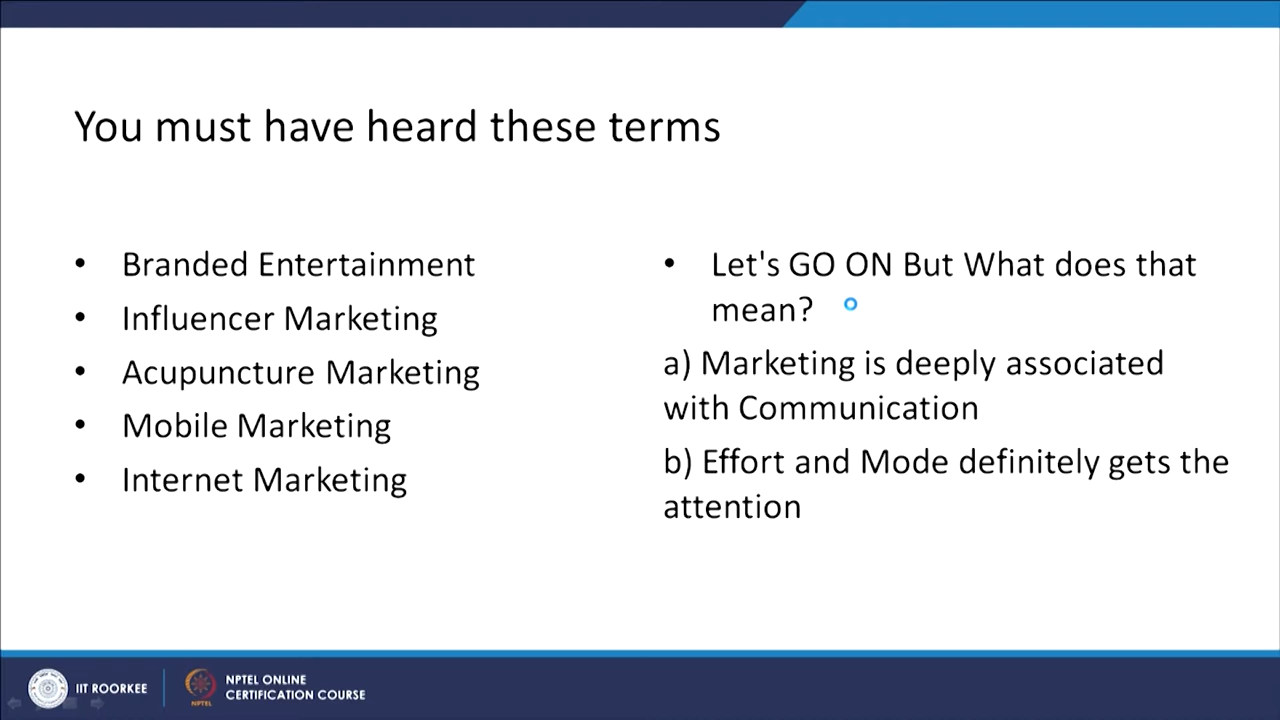 You must have heard these terms
• Branded Entertainment
• Influencer Marketing
• Acupuncture Marketing
• Mobile Marketing
• Internet Marketing
• Let's GO ON But What does that
mean?
a) Marketing is deeply associated
with Communication
b) Effort and Mode definitely gets the
attention
IIT ROORKEE
NPTEL
NPTEL ONLINE
CERTIFICATION COURSE